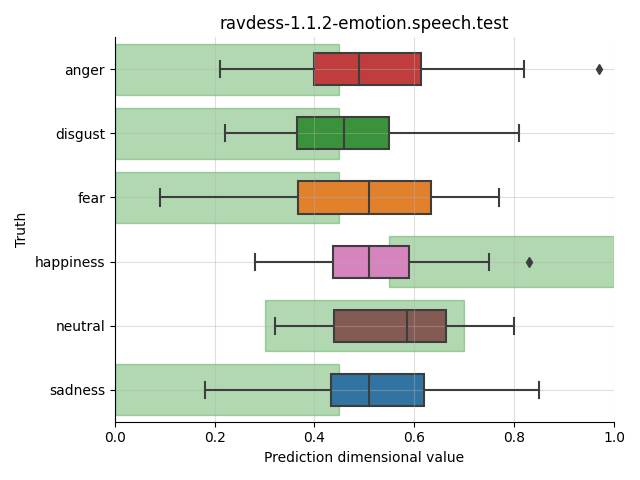 ravdess-1.1.2-emotion.speech.test
Truth
anger
disgust
fear
happiness
neutral
sadness
0.0 0.2 0.4 0.6 0.8 1.0
Prediction dimensional value